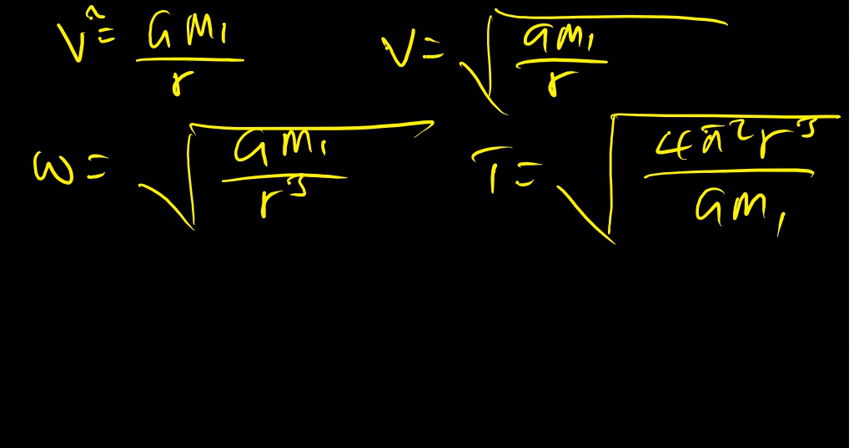 v² = Gm₁/r    v = √(Gm₁/r)
ω = √(Gm₁/r³)    T = √(4π²r³/Gm₁)